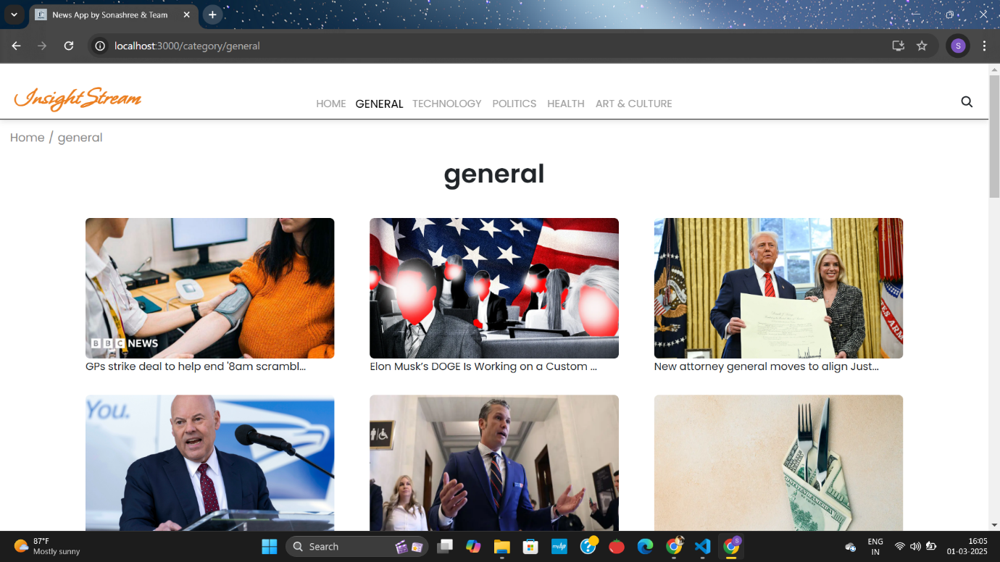 News App by Sonashree & Team
localhost:3000/category/general
S
InsightStream
HOME GENERAL TECHNOLOGY POLITICS HEALTH ART & CULTURE
Home / general
general
BBC NEWS
GPs strike deal to help end '8am scrambl...
Elon Musk’s DOGE Is Working on a Custom ...
New attorney general moves to align Just...
You.
87°F
Mostly sunny
Search
myhp
ENG
IN
16:05
01-03-2025